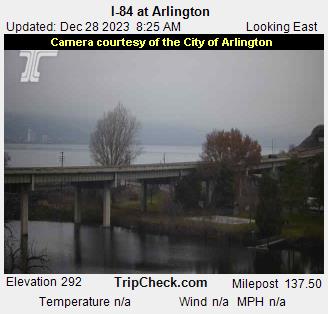 I-84 at Arlington
Updated: Dec 28 2023 8:25 AM Looking East
Camera courtesy of the City of Arlington
Elevation 292 TripCheck.com Milepost 137.50
Temperature n/a Wind n/a MPH n/a